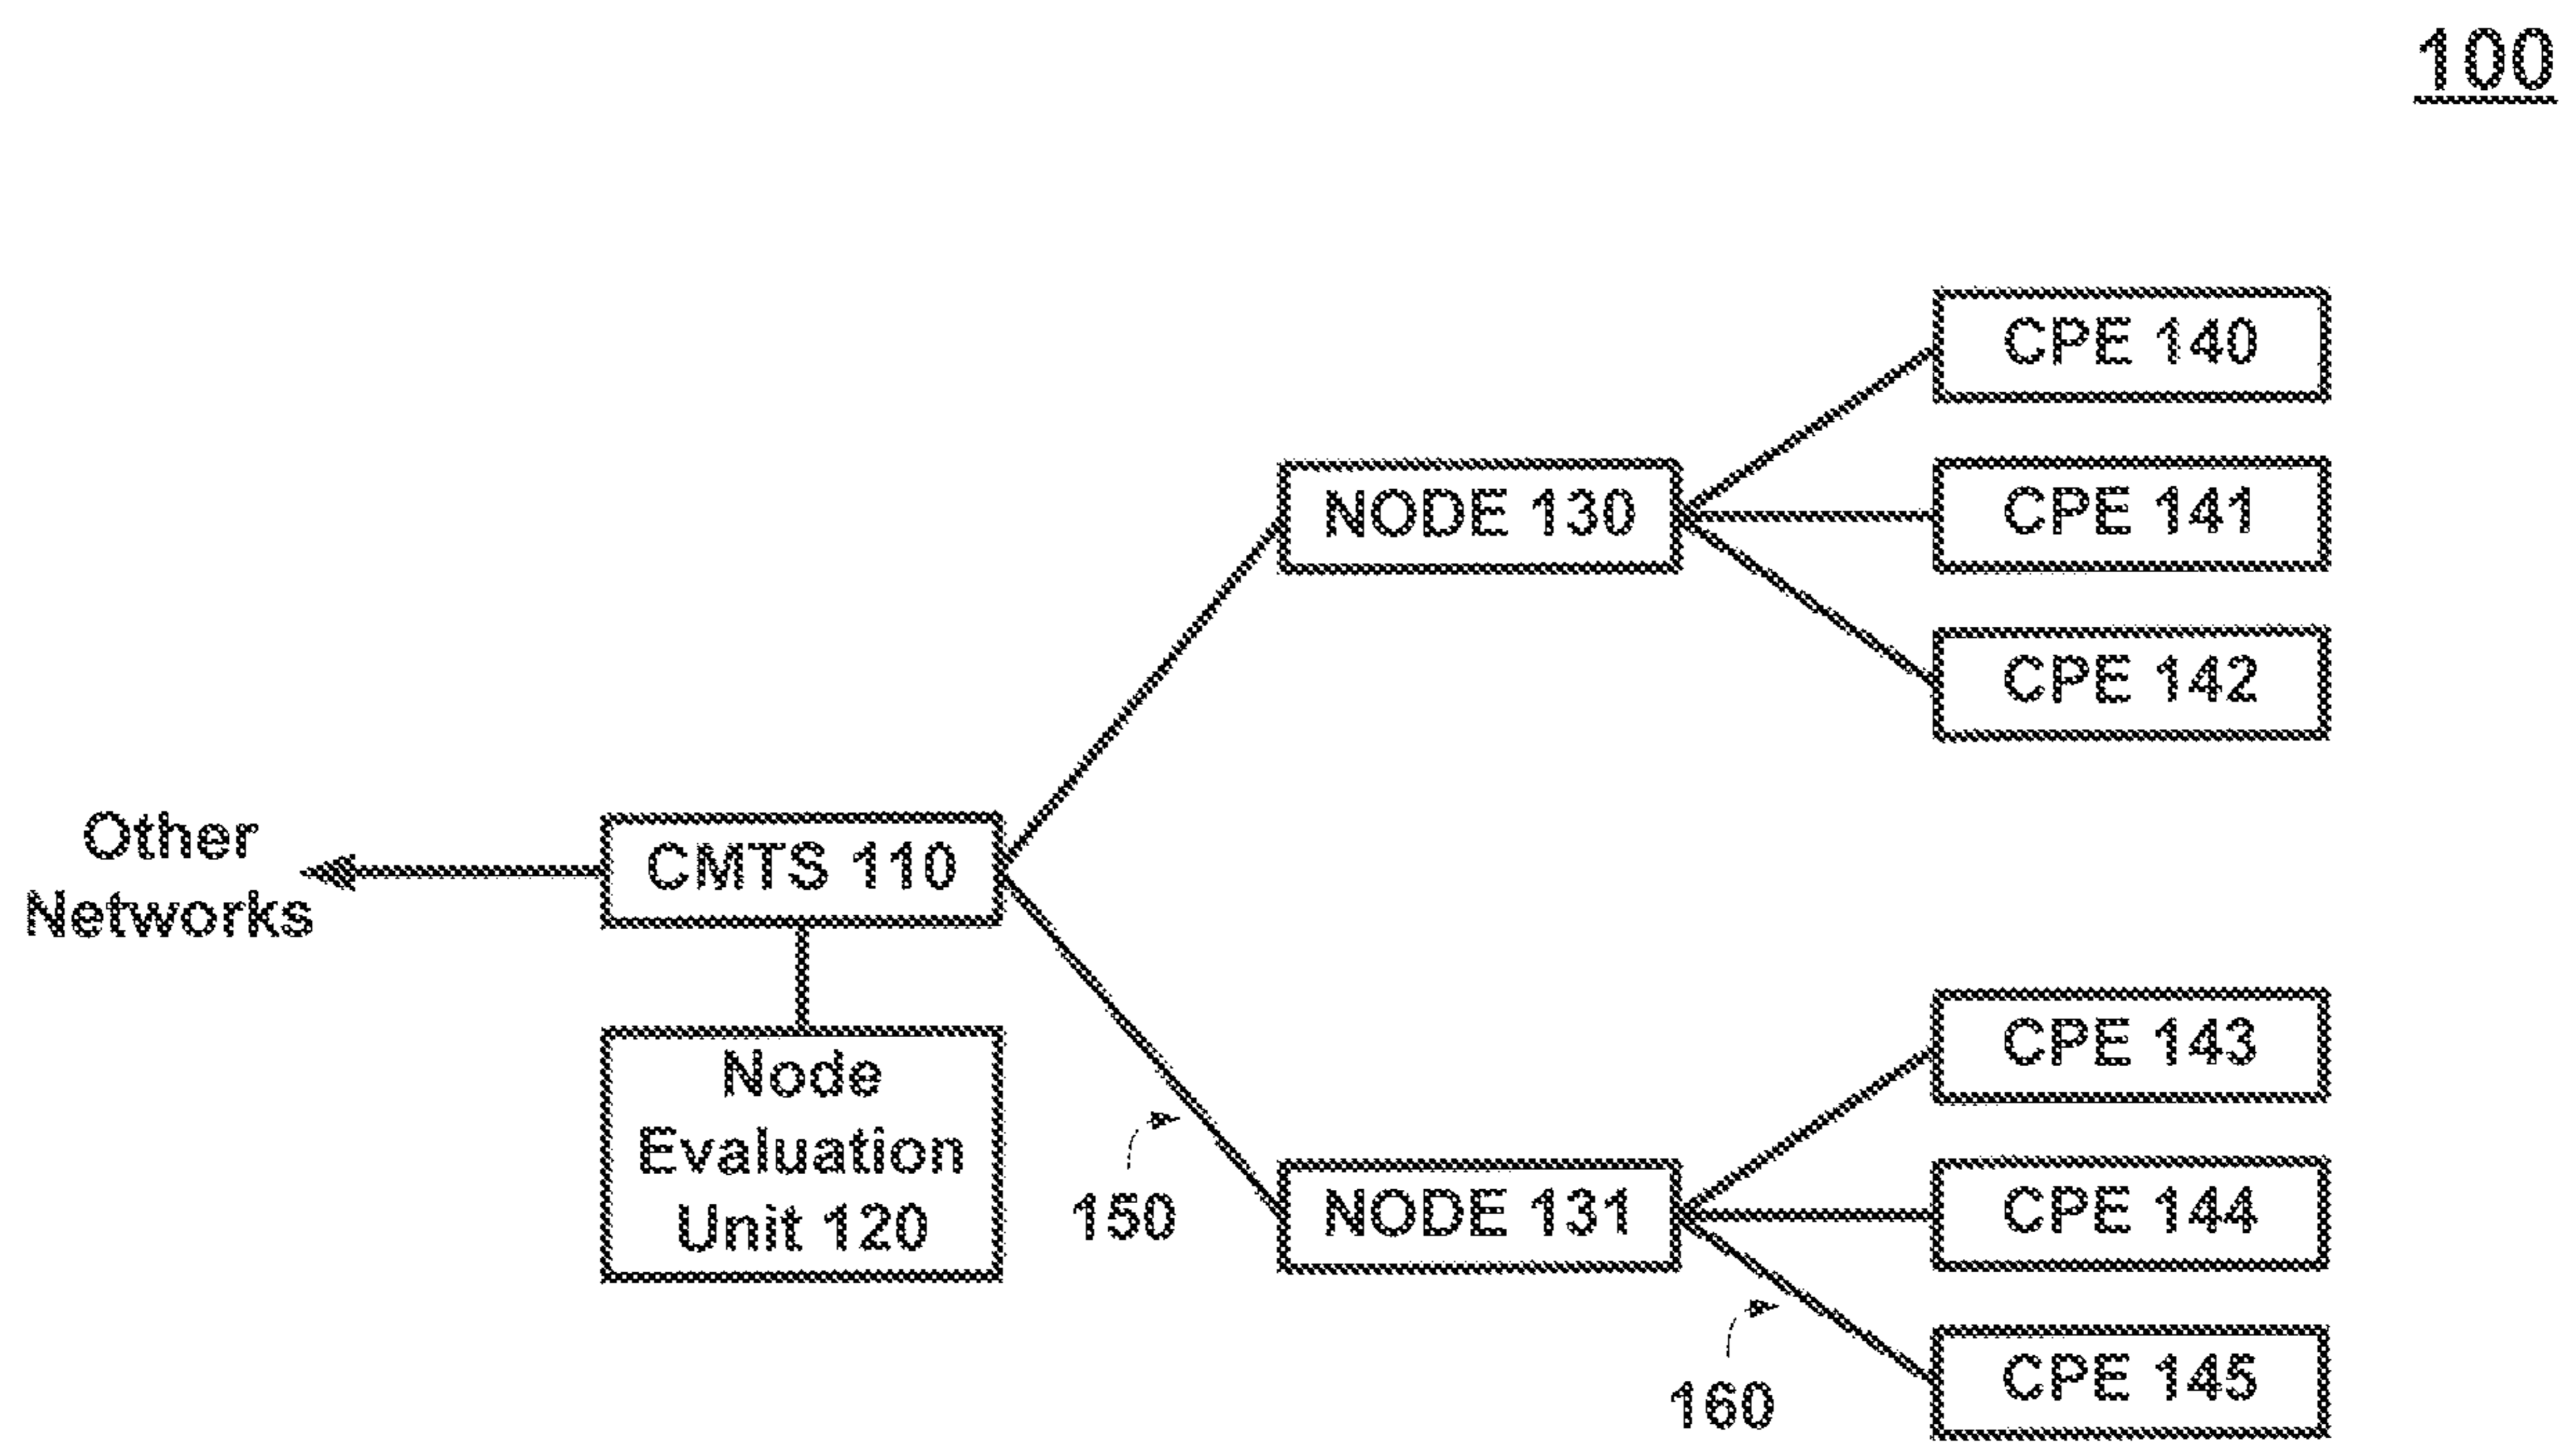 100
CPE 140
NODE 130
CPE 141
CPE 142
Other
Networks
CMTS 110
Node
Evaluation
Unit 120
150
NODE 131
CPE 143
CPE 144
160
CPE 145